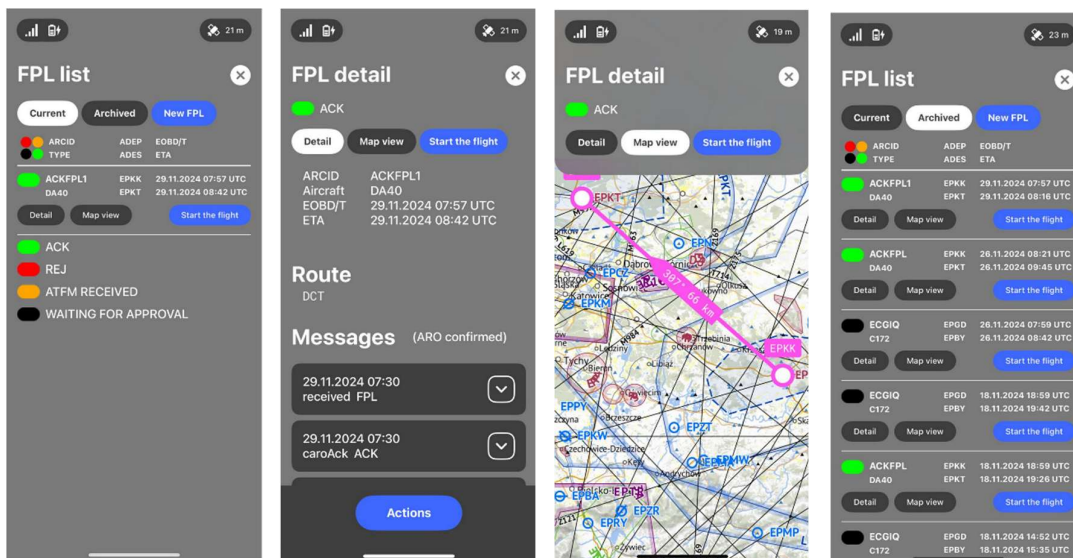 21 m
FPL list
Current Archived New FPL
ARCID ADEP EOBD/T
TYPE ADES ETA
ACKFPL1 EPKK 29.11.2024 07:57 UTC
DA40 EPKT 29.11.2024 08:42 UTC
Detail Map view Start the flight
ACK
REJ
ATFM RECEIVED
WAITING FOR APPROVAL
21 m
FPL detail
ACK
Detail Map view Start the flight
ARCID ACKFPL1
Aircraft DA40
EOBD/T 29.11.2024 07:57 UTC
ETA 29.11.2024 08:42 UTC
Route
DCT
Messages (ARO confirmed)
29.11.2024 07:30
received FPL
29.11.2024 07:30
caroAck ACK
Actions
19 m
FPL detail
ACK
Detail Map view Start the flight
EPKT
EPKM
307° 66 km
EPKK
Tychy
Libiąż
EPPY
Brzeszcze
EPZT
EPKW
Czechowice-Dziedzice
Kęty
Andrychów
EPBA
EPZR
EPRY
Żywiec
EPMP
23 m
FPL list
Current Archived New FPL
ARCID ADEP EOBD/T
TYPE ADES ETA
ACKFPL1 EPKK 29.11.2024 07:57 UTC
DA40 EPKT 29.11.2024 08:16 UTC
Detail Map view Start the flight
ACKFPL EPKK 26.11.2024 08:21 UTC
DA40 EPKT 26.11.2024 09:45 UTC
Detail Map view Start the flight
ECGIQ EPGD 26.11.2024 07:59 UTC
C172 EPBY 26.11.2024 08:42 UTC
Detail Map view Start the flight
ECGIQ EPGD 18.11.2024 18:59 UTC
C172 EPBY 18.11.2024 19:42 UTC
Detail Map view Start the flight
ACKFPL EPKK 18.11.2024 18:59 UTC
DA40 EPKT 18.11.2024 19:26 UTC
Detail Map view Start the flight
ECGIQ EPGD 18.11.2024 14:52 UTC
C172 EPBY 18.11.2024 15:35 UTC